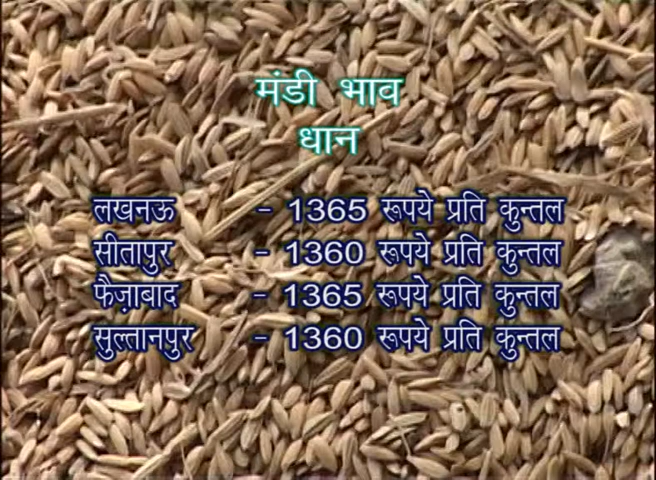 मंडी भाव
धान
लखनऊ - 1365 रूपये प्रति कुन्तल
सीतापुर - 1360 रूपये प्रति कुन्तल
फैज़ाबाद - 1365 रूपये प्रति कुन्तल
सुल्तानपुर - 1360 रूपये प्रति कुन्तल